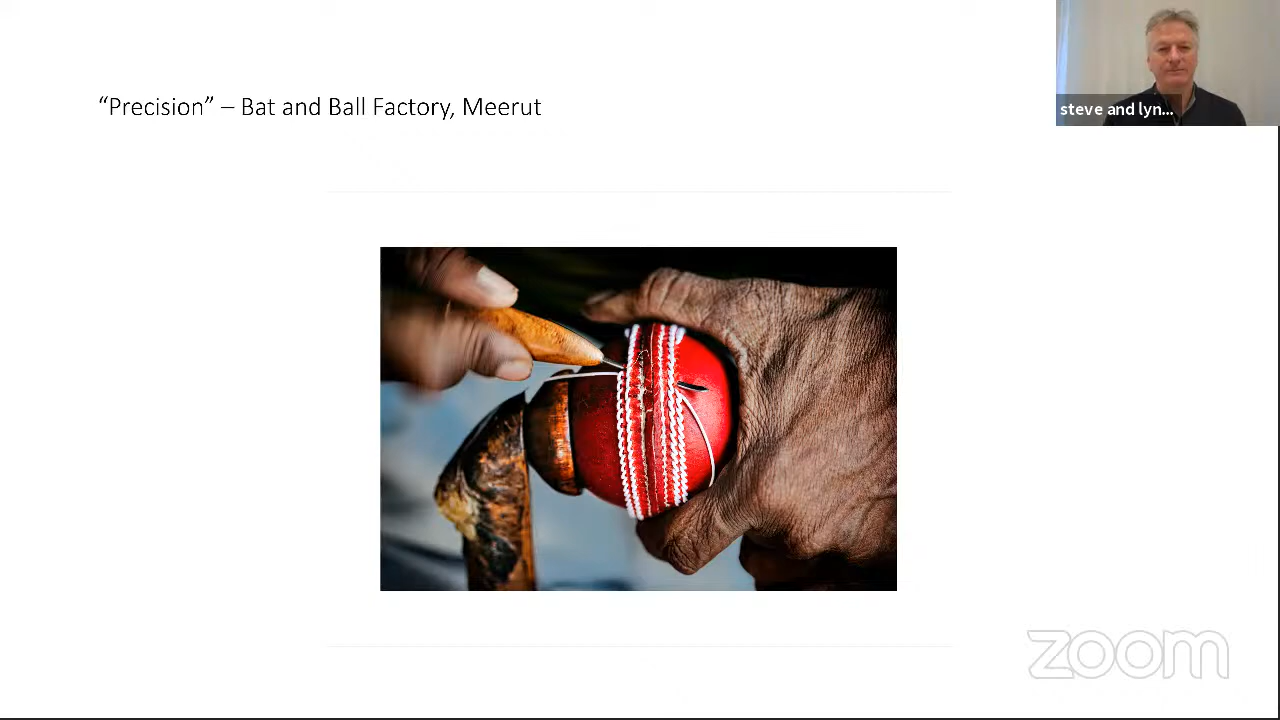 “Precision” – Bat and Ball Factory, Meerut
steve and lyn...
zoom